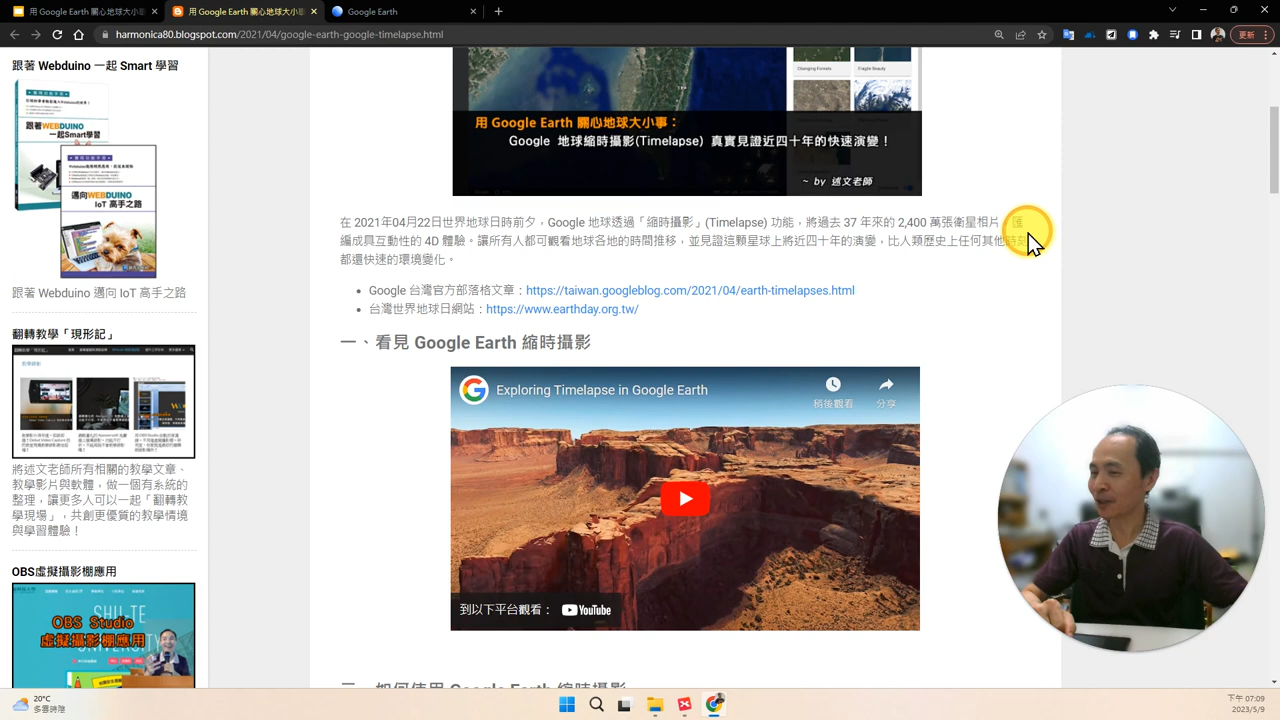 用 Google Earth 關心地球大小事：
用 Google Earth 關心地球大小事：
Google Earth
harmonica80.blogspot.com/2021/04/google-earth-google-timelapse.html
更新
跟著 Webduino 一起 Smart 學習
跟著WEBDUINO
一起Smart學習
邁向WEBDUINO
IoT 高手之路
跟著 Webduino 邁向 IoT 高手之路
翻轉教學「現形記」
將述文老師所有相關的教學文章、
教學影片與軟體，做一個有系統的
整理，讓更多人可以一起「翻轉教
學現場」，共創更優質的教學情境
與學習體驗！
OBS虛擬攝影棚應用
SHU-TE
UNIVERSITY
OBS Studio
虛擬攝影棚應用
Changing Forests
Fragile Beauty
用 Google Earth 關心地球大小事：
Google 地球縮時攝影(Timelapse) 真實見證近四十年的快速演變！
by 述文老師
在 2021年04月22日世界地球日時前夕，Google 地球透過「縮時攝影」(Timelapse) 功能，將過去 37 年來的 2,400 萬張衛星相片，匯
編成具互動性的 4D 體驗。讓所有人都可觀看地球各地的時間推移，並見證這顆星球上將近四十年的演變，比人類歷史上任何其他時刻
都還快速的環境變化。
Google 台灣官方部落格文章：https://taiwan.googleblog.com/2021/04/earth-timelapses.html
台灣世界地球日網站：https://www.earthday.org.tw/
一、看見 Google Earth 縮時攝影
Exploring Timelapse in Google Earth
稍後觀看
分享
到以下平台觀看：
YouTube
二、如何使用 Google Earth 縮時攝影
20°C
多雲時陰
下午 07:09
2023/5/9